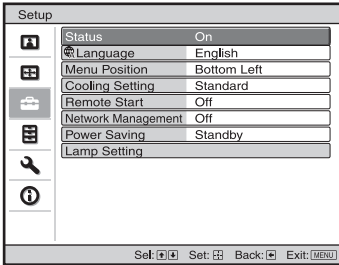 Setup
Status On
Language English
Menu Position Bottom Left
Cooling Setting Standard
Remote Start Off
Network Management Off
Power Saving Standby
Lamp Setting
Sel: Set: Back: Exit: MENU